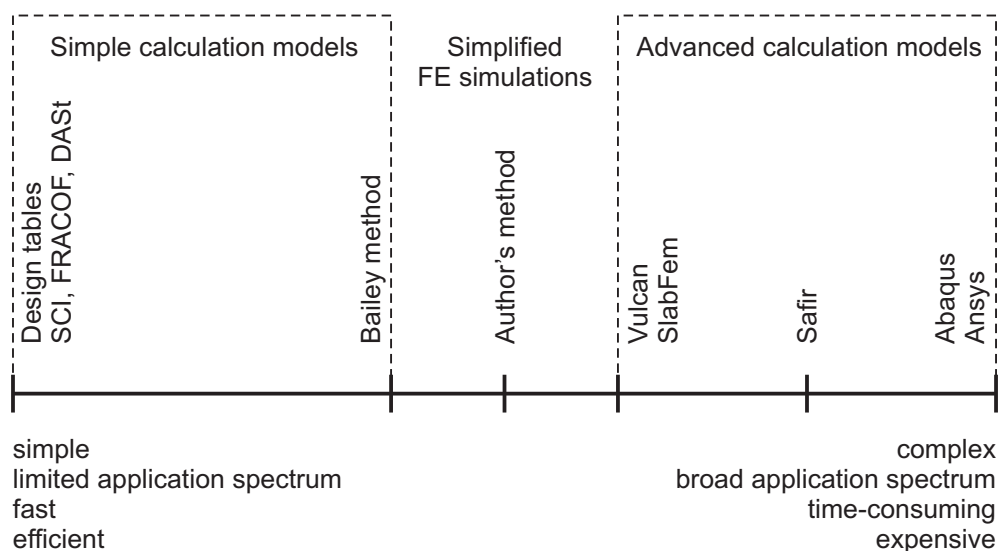 Simple calculation models
Simplified
FE simulations
Advanced calculation models
Design tables
SCI, FRACOF, DASt
Bailey method
Author's method
Vulcan
SlabFem
Safir
Abaqus
Ansys
simple
limited application spectrum
fast
efficient
complex
broad application spectrum
time-consuming
expensive